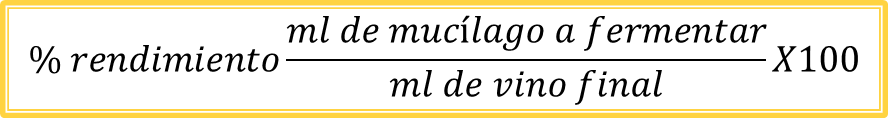 % rendimiento ml de mucílago a fermentar X100
ml de vino final